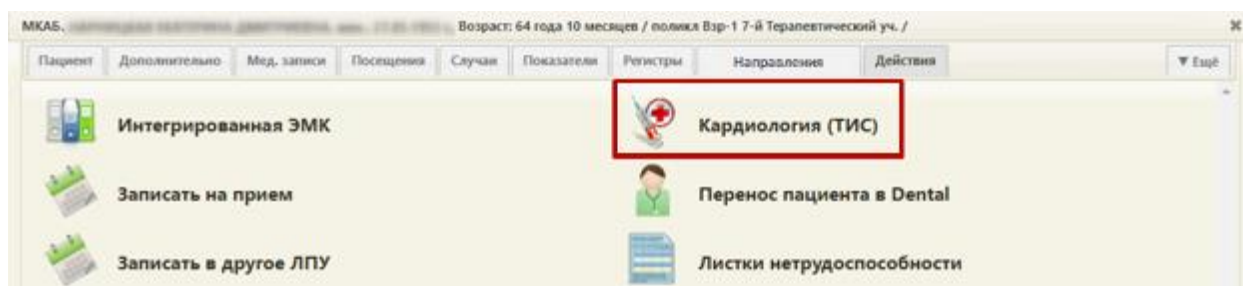 МКАБ, Возраст: 64 года 10 месяцев / поликл Взр-1 7-й Терапевтический уч. /
Пациент Дополнительно Мед. записи Посещения Случаи Показатели Регистры Направления Действия ▼ Ещё
Интегрированная ЭМК
Кардиология (ТИС)
Записать на прием
Перенос пациента в Dental
Записать в другое ЛПУ
Листки нетрудоспособности